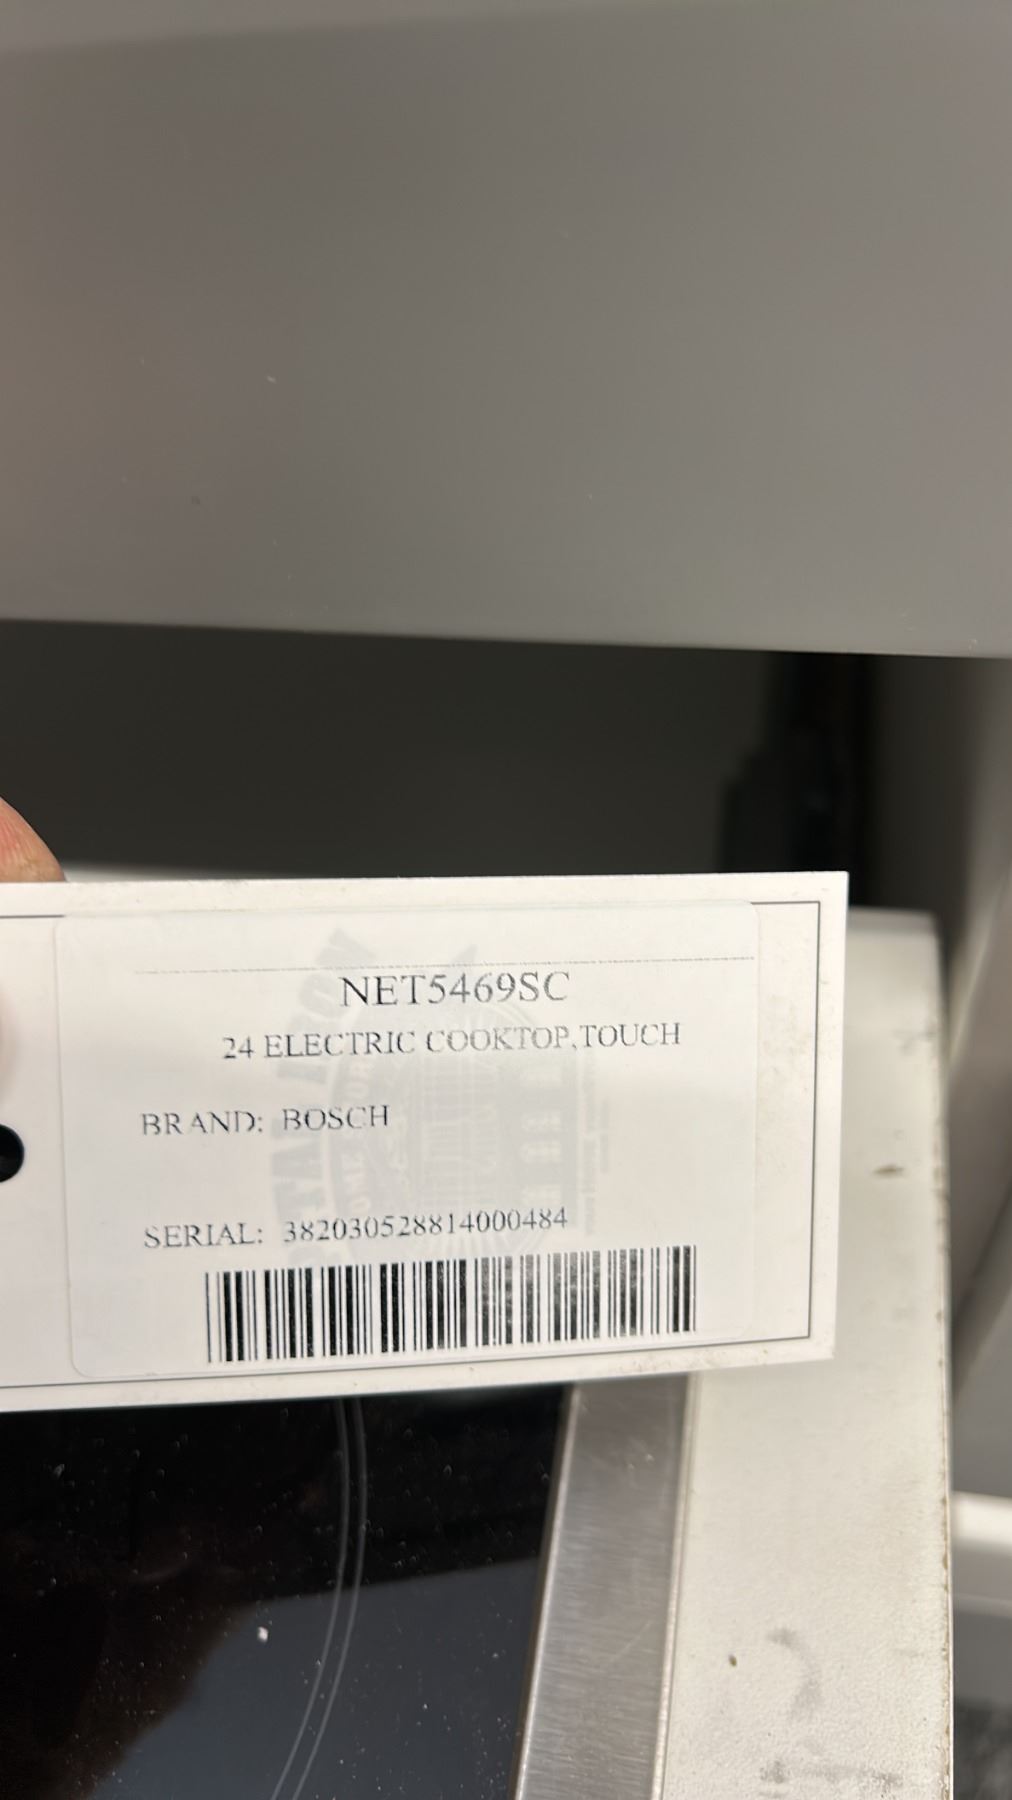 NET5469SC
24 ELECTRIC COOKTOP,TOUCH
BRAND: BOSCH
SERIAL: 382030528814000484